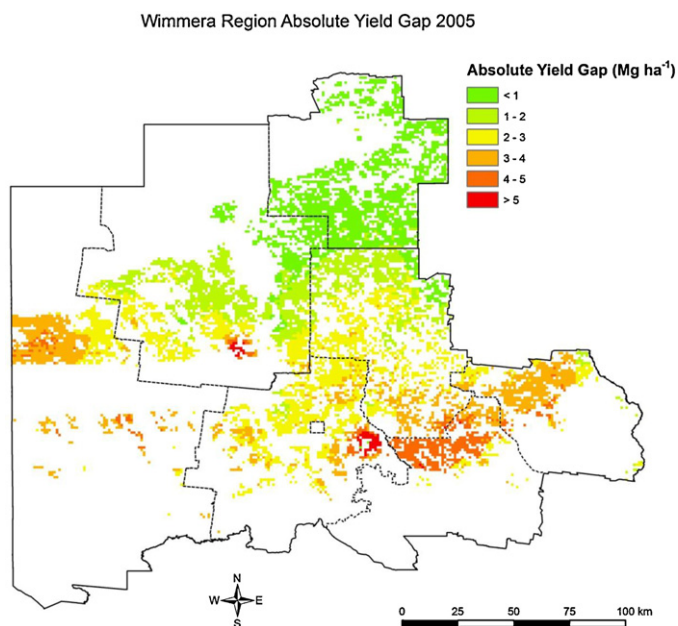 Wimmera Region Absolute Yield Gap 2005
Absolute Yield Gap (Mg ha⁻¹)
< 1
1 - 2
2 - 3
3 - 4
4 - 5
> 5
N
W E
S
0 25 50 75 100 km